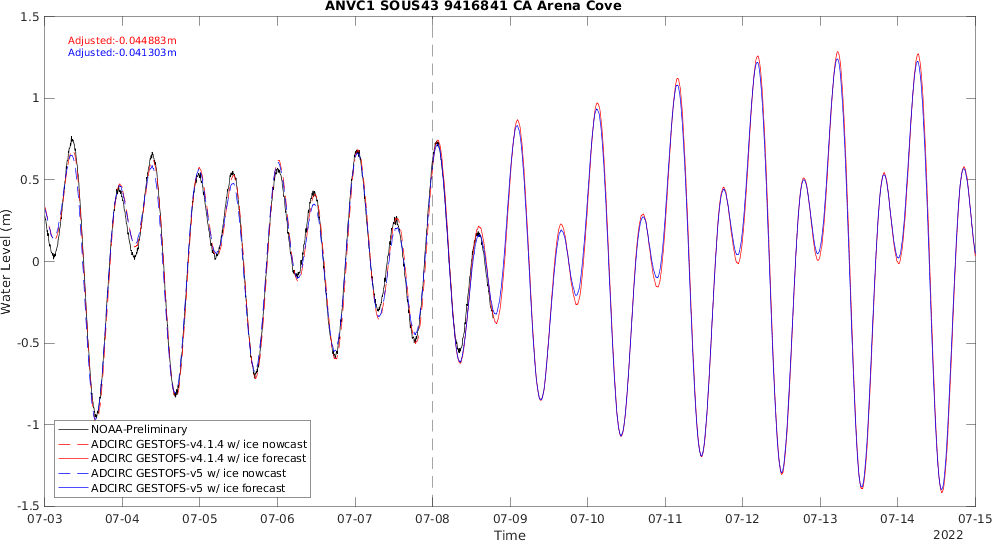 ANVC1 SOUS43 9416841 CA Arena Cove
Adjusted:-0.044883m
Adjusted:-0.041303m
1.5
1
0.5
0
-0.5
-1
-1.5
Water Level (m)
NOAA-Preliminary
ADCIRC GESTOFS-v4.1.4 w/ ice nowcast
ADCIRC GESTOFS-v4.1.4 w/ ice forecast
ADCIRC GESTOFS-v5 w/ ice nowcast
ADCIRC GESTOFS-v5 w/ ice forecast
07-03 07-04 07-05 07-06 07-07 07-08 07-09 07-10 07-11 07-12 07-13 07-14 07-15
Time
2022